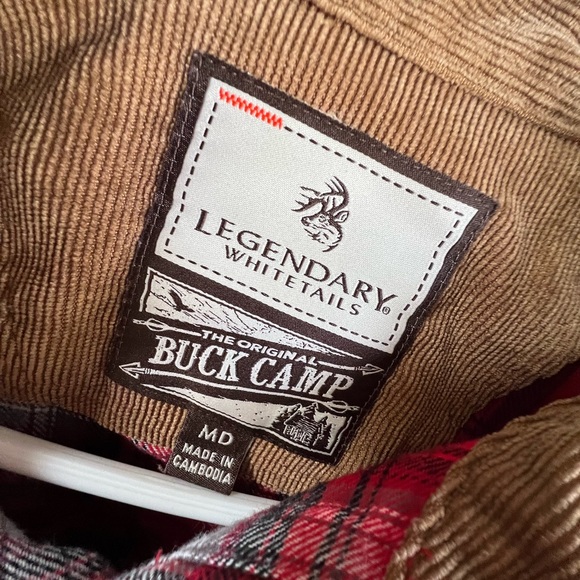 LEGENDARY®
WHITETAILS
THE ORIGINAL
BUCK CAMP
MD
MADE IN
CAMBODIA